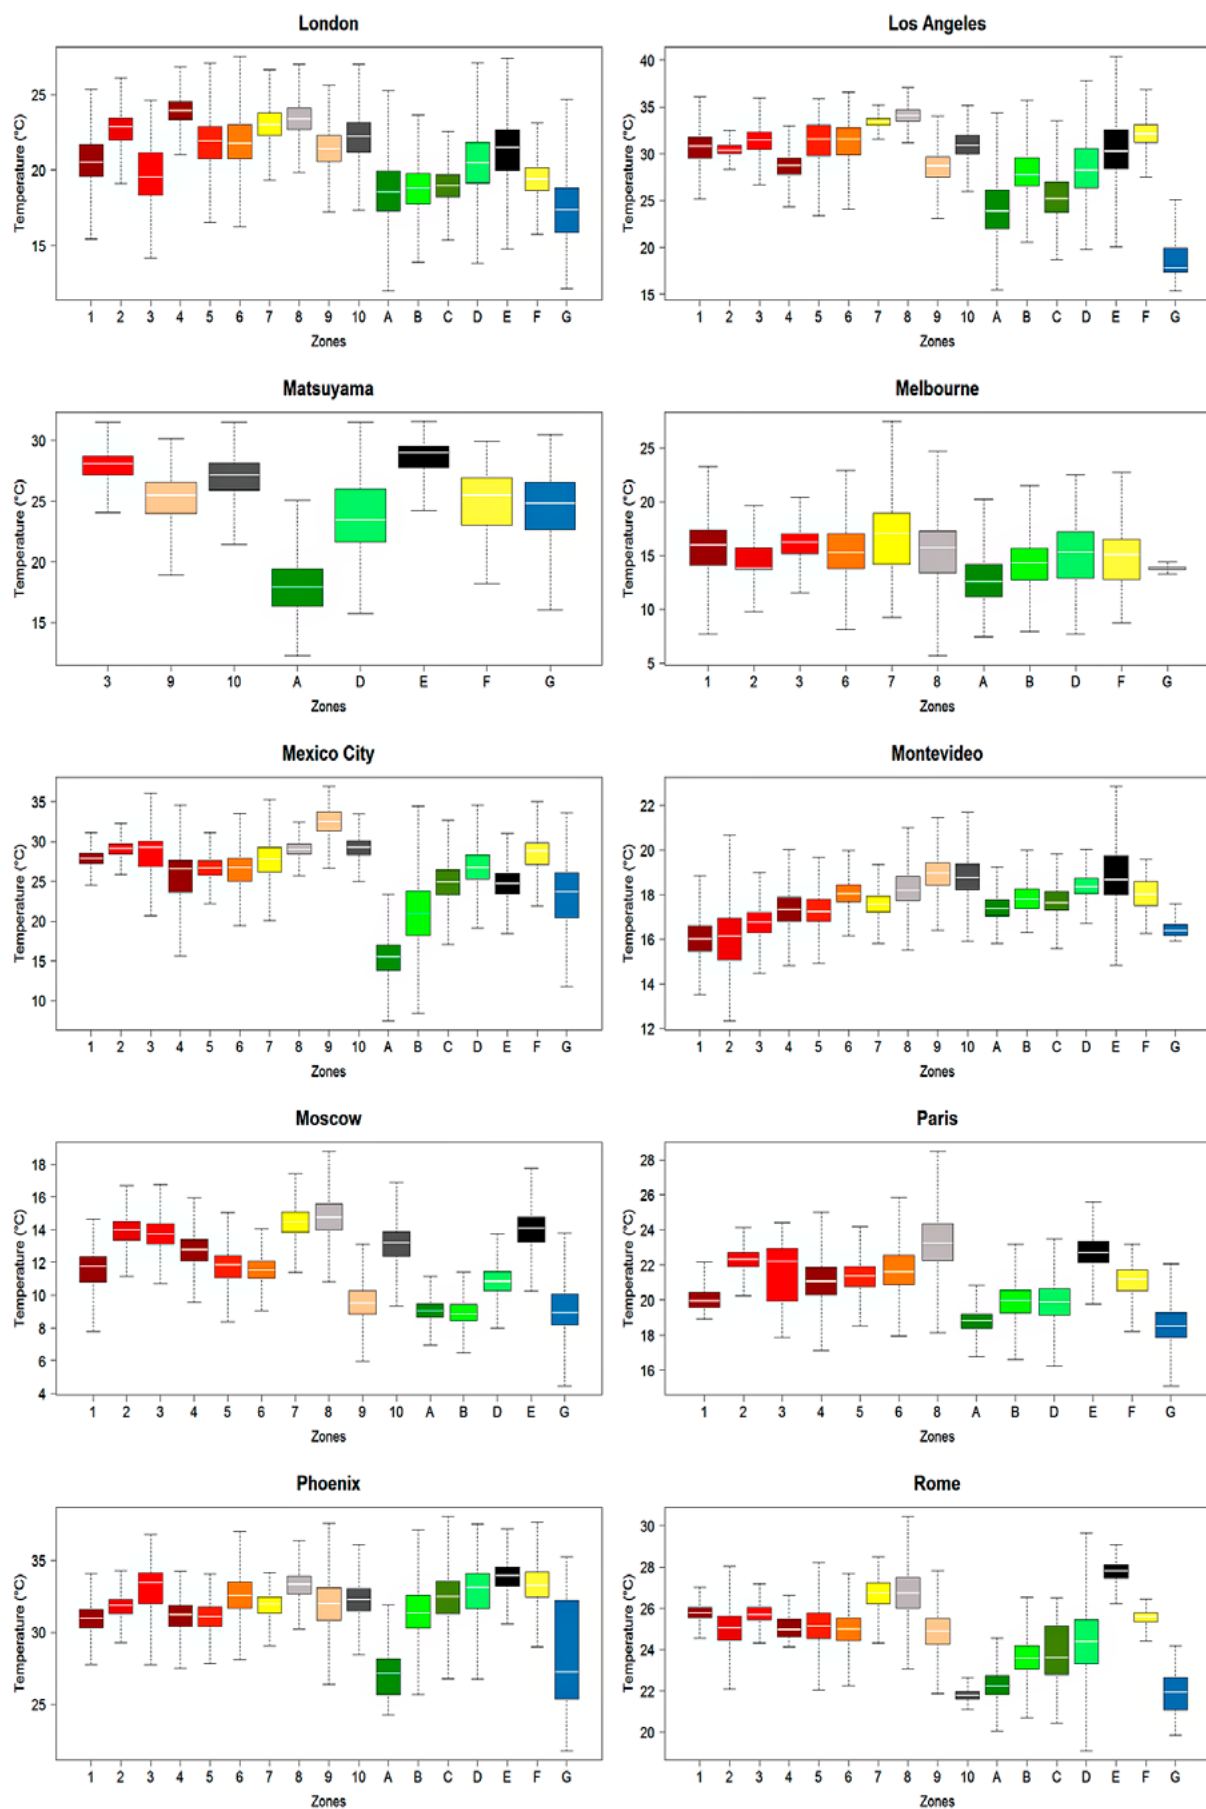 London
Temperature (°C)
25
20
15
1 2 3 4 5 6 7 8 9 10 A B C D E F G
Zones
Los Angeles
Temperature (°C)
40
35
30
25
20
15
1 2 3 4 5 6 7 8 9 10 A B C D E F G
Zones
Matsuyama
Temperature (°C)
30
25
20
15
3 9 10 A D E F G
Zones
Melbourne
Temperature (°C)
25
20
15
10
5
1 2 3 6 7 8 A B D F G
Zones
Mexico City
Temperature (°C)
35
30
25
20
15
10
1 2 3 4 5 6 7 8 9 10 A B C D E F G
Zones
Montevideo
Temperature (°C)
22
20
18
16
14
12
1 2 3 4 5 6 7 8 9 10 A B C D E F G
Zones
Moscow
Temperature (°C)
18
16
14
12
10
8
6
4
1 2 3 4 5 6 7 8 9 10 A B D E G
Zones
Paris
Temperature (°C)
28
26
24
22
20
18
16
1 2 3 4 5 6 8 A B D E F G
Zones
Phoenix
Temperature (°C)
35
30
25
1 2 3 4 5 6 7 8 9 10 A B C D E F G
Zones
Rome
Temperature (°C)
30
28
26
24
22
20
1 2 3 4 5 6 7 8 9 10 A B C D E F G
Zones